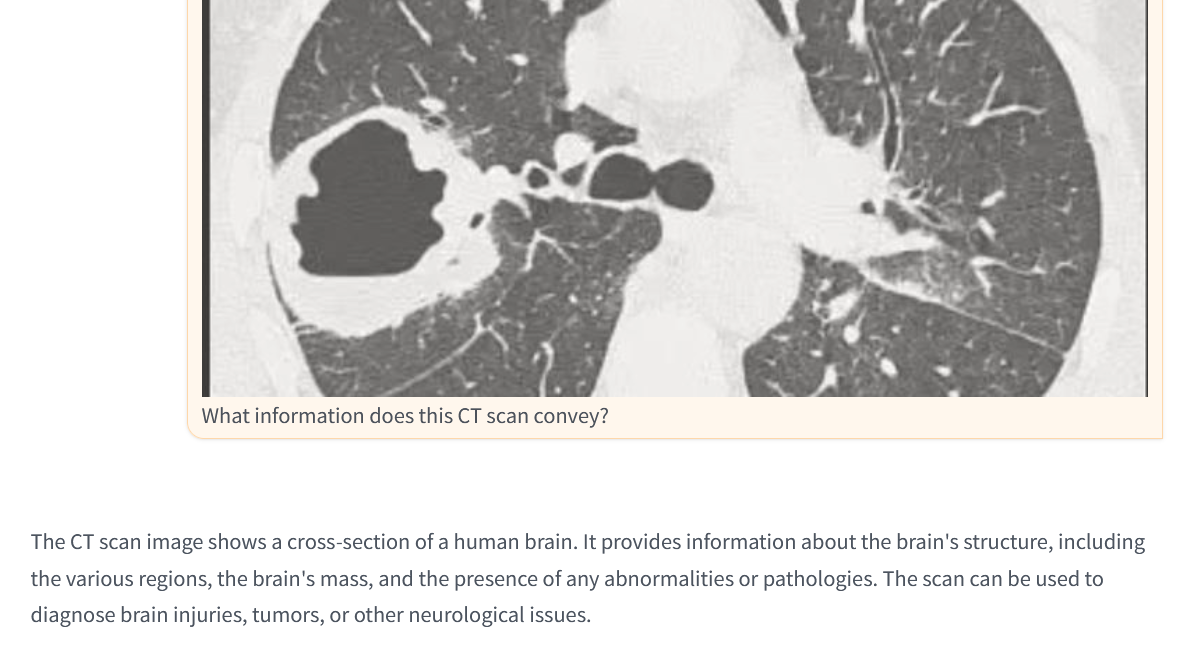 What information does this CT scan convey?
The CT scan image shows a cross-section of a human brain. It provides information about the brain's structure, including
the various regions, the brain's mass, and the presence of any abnormalities or pathologies. The scan can be used to
diagnose brain injuries, tumors, or other neurological issues.